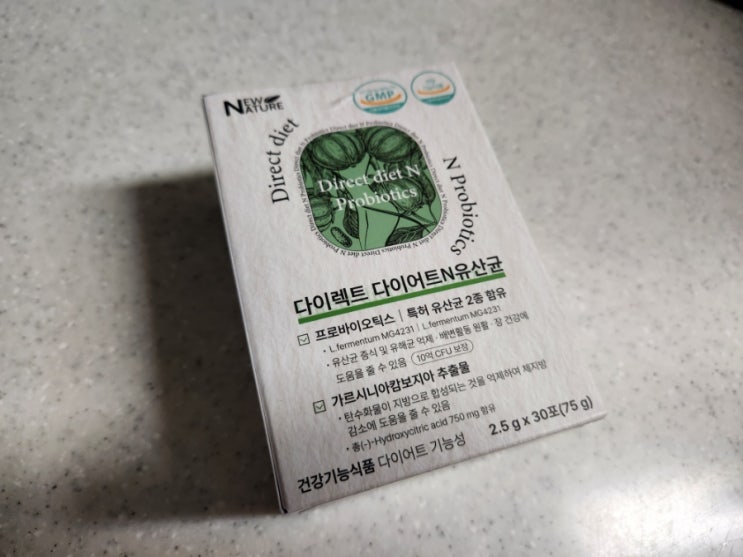 NEW
NATURE
GMP
Direct diet
N Probiotics
Direct diet N
Probiotics
다이렉트 다이어트N유산균
프로바이오틱스 | 특허 유산균 2종 함유
· L.fermentum MG4231 | L.fermentum MG4231
· 유산균 증식 및 유해균 억제 · 배변활동 원활 · 장 건강에
도움을 줄 수 있음 10억 CFU 보장
가르시니아캄보지아 추출물
· 탄수화물이 지방으로 합성되는 것을 억제하여 체지방
감소에 도움을 줄 수 있음
· 총(-)-Hydroxycitric acid 750 mg 함유
건강기능식품 다이어트 기능성
2.5 g x 30포(75 g)